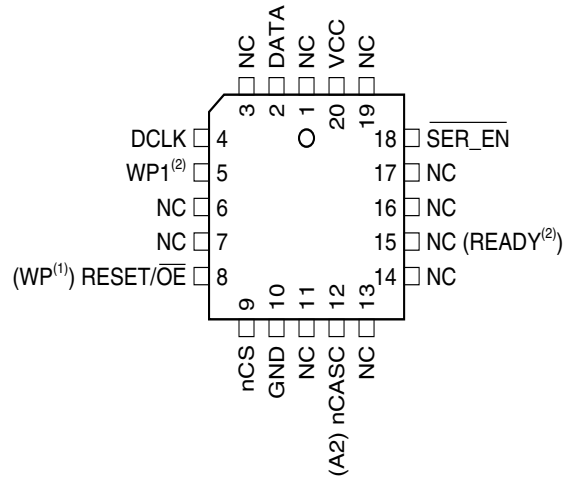 NC
DATA
NC
VCC
NC
3
2
1
20
19
DCLK 4
18 SER_EN
WP1(2) 5
17 NC
NC 6
16 NC
NC 7
15 NC (READY(2))
(WP(1)) RESET/OE 8
14 NC
9
10
11
12
13
nCS
GND
NC
(A2) nCASC
NC